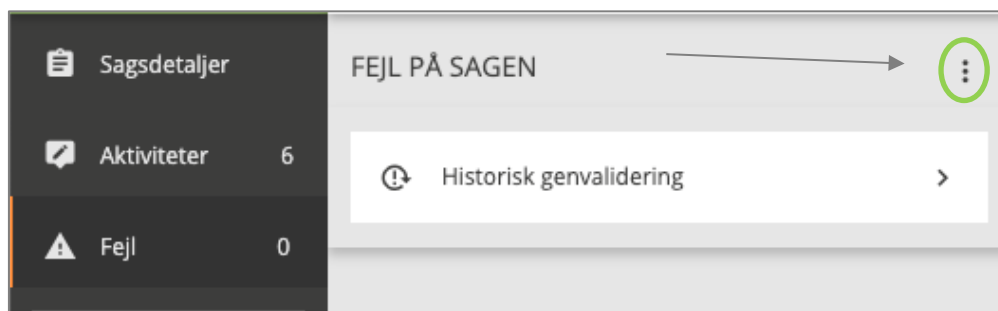 Sagsdetaljer
Aktiviteter 6
Fejl 0
FEJL PÅ SAGEN
Historisk genvalidering